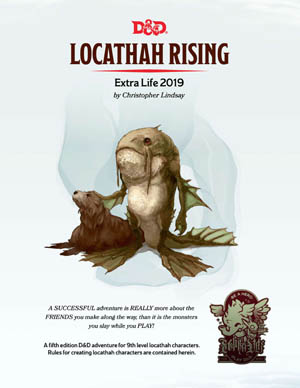 D&D
LOCATHAH RISING
Extra Life 2019
by Christopher Lindsay
A SUCCESSFUL adventure is REALLY more about the
FRIENDS you make along the way, than it is the monsters
you slay while you PLAY!
A fifth edition D&D adventure for 9th level locathah characters.
Rules for creating locathah characters are contained herein.